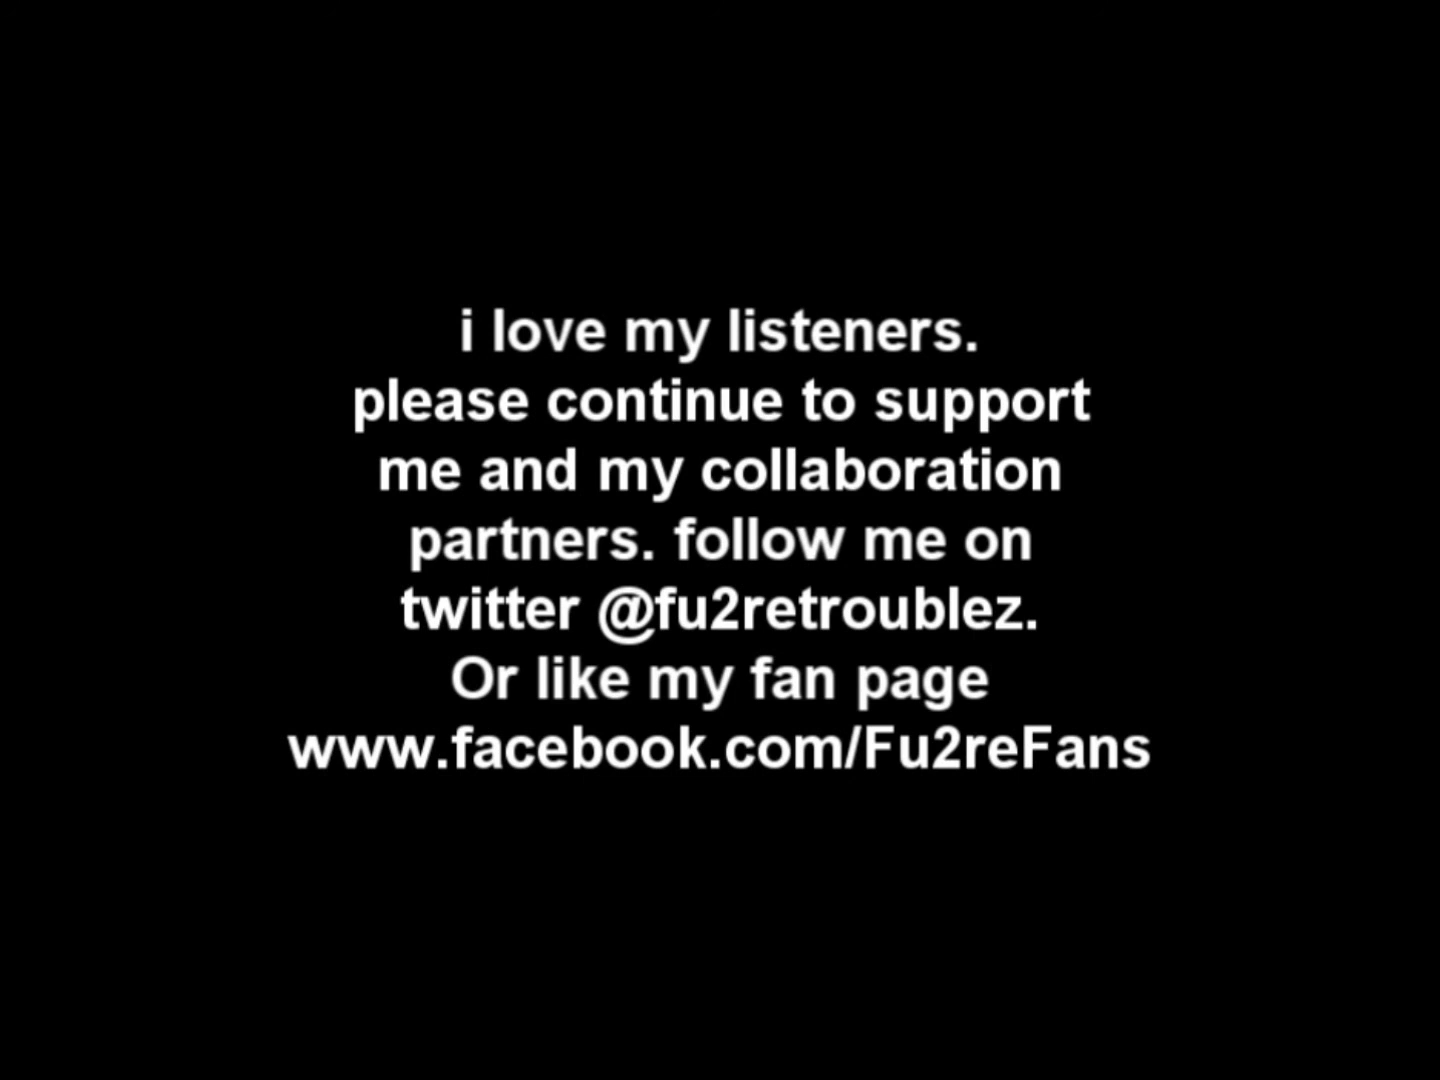 i love my listeners.
please continue to support
me and my collaboration
partners. follow me on
twitter @fu2retroublez.
Or like my fan page
www.facebook.com/Fu2reFans